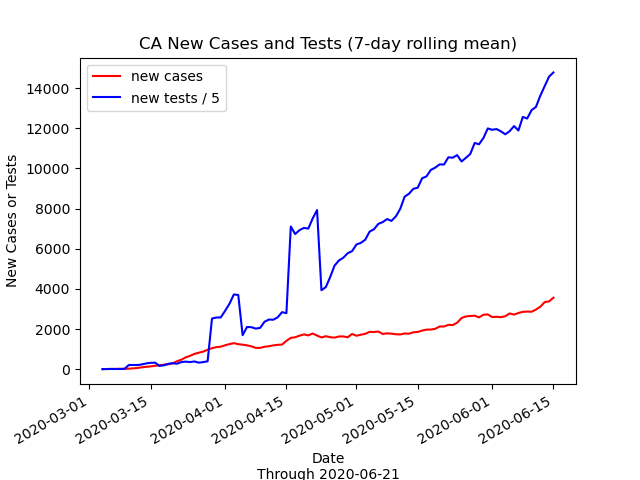 CA New Cases and Tests (7-day rolling mean)
new cases
new tests / 5
New Cases or Tests
14000
12000
10000
8000
6000
4000
2000
0
2020-03-01
2020-03-15
2020-04-01
2020-04-15
2020-05-01
2020-05-15
2020-06-01
2020-06-15
Date
Through 2020-06-21